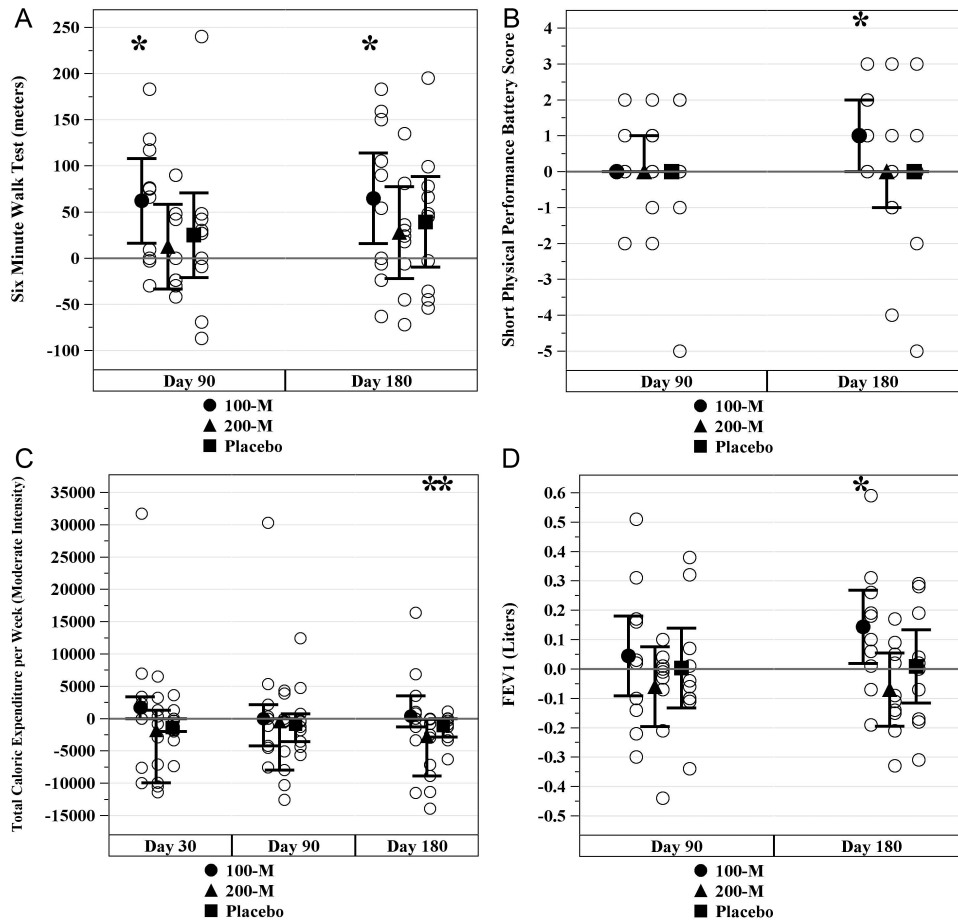 A
Six Minute Walk Test (meters)
250
200
150
100
50
0
-50
-100
*
*
Day 90
Day 180
100-M
200-M
Placebo
B
Short Physical Performance Battery Score
4
3
2
1
0
-1
-2
-3
-4
-5
*
Day 90
Day 180
100-M
200-M
Placebo
C
Total Caloric Expenditure per Week (Moderate Intensity)
35000
30000
25000
20000
15000
10000
5000
0
-5000
-10000
-15000
**
Day 30
Day 90
Day 180
100-M
200-M
Placebo
D
FEV1 (Liters)
0.6
0.5
0.4
0.3
0.2
0.1
0.0
-0.1
-0.2
-0.3
-0.4
-0.5
*
Day 90
Day 180
100-M
200-M
Placebo